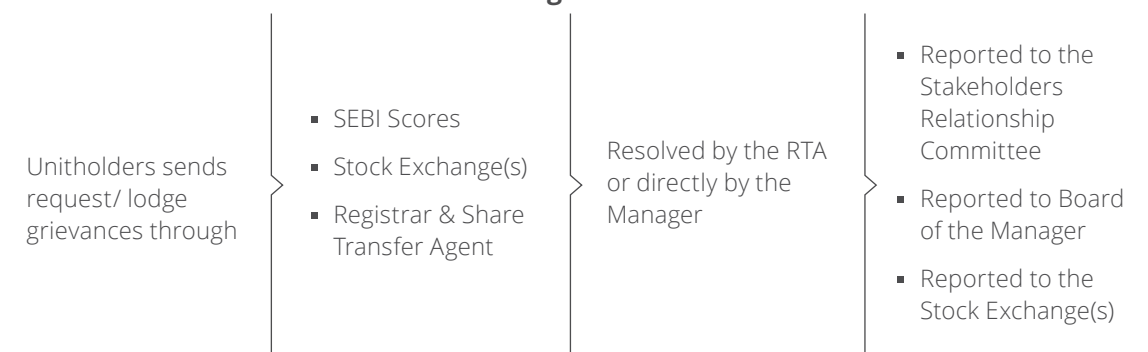 Unitholders sends
request/ lodge
grievances through
▪ SEBI Scores
▪ Stock Exchange(s)
▪ Registrar & Share
Transfer Agent
Resolved by the RTA
or directly by the
Manager
▪ Reported to the
Stakeholders
Relationship
Committee
▪ Reported to Board
of the Manager
▪ Reported to the
Stock Exchange(s)